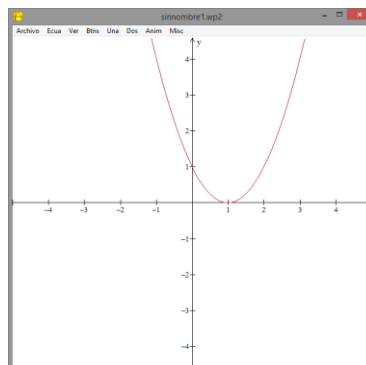 sinnombre1.wp2
Archivo Ecua Ver Btns Una Dos Anim Misc
y
4
3
2
1
-4 -3 -2 -1 1 2 3 4
-1
-2
-3
-4